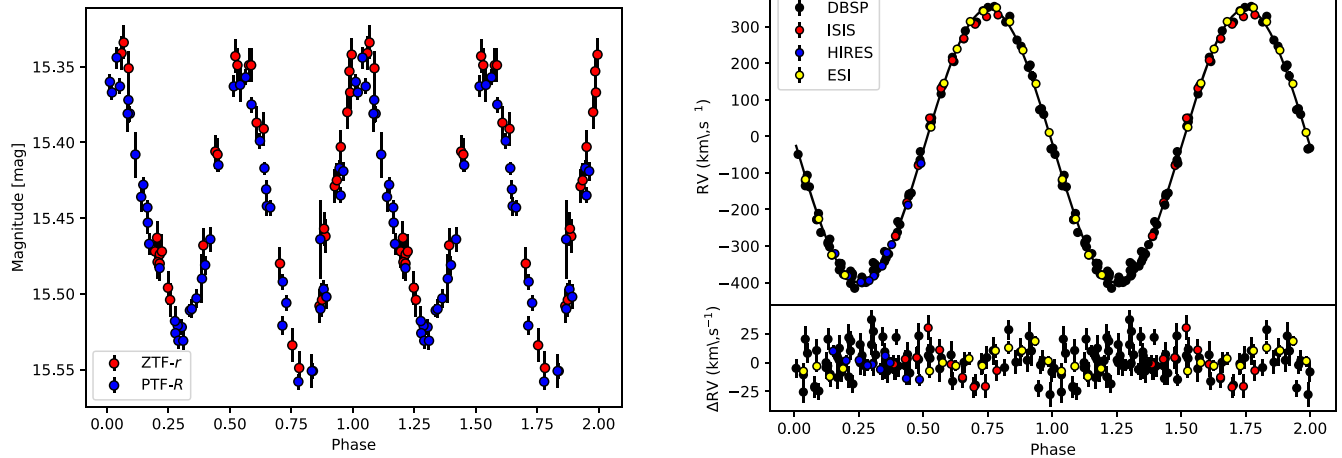 15.35
15.40
15.45
15.50
15.55
Magnitude [mag]
ZTF-r
PTF-R
0.00 0.25 0.50 0.75 1.00 1.25 1.50 1.75 2.00
Phase
DBSP
ISIS
HIRES
ESI
300
200
100
0
−100
−200
−300
−400
RV (km\,s⁻¹)
25
0
−25
ΔRV (km\,s⁻¹)
0.00 0.25 0.50 0.75 1.00 1.25 1.50 1.75 2.00
Phase